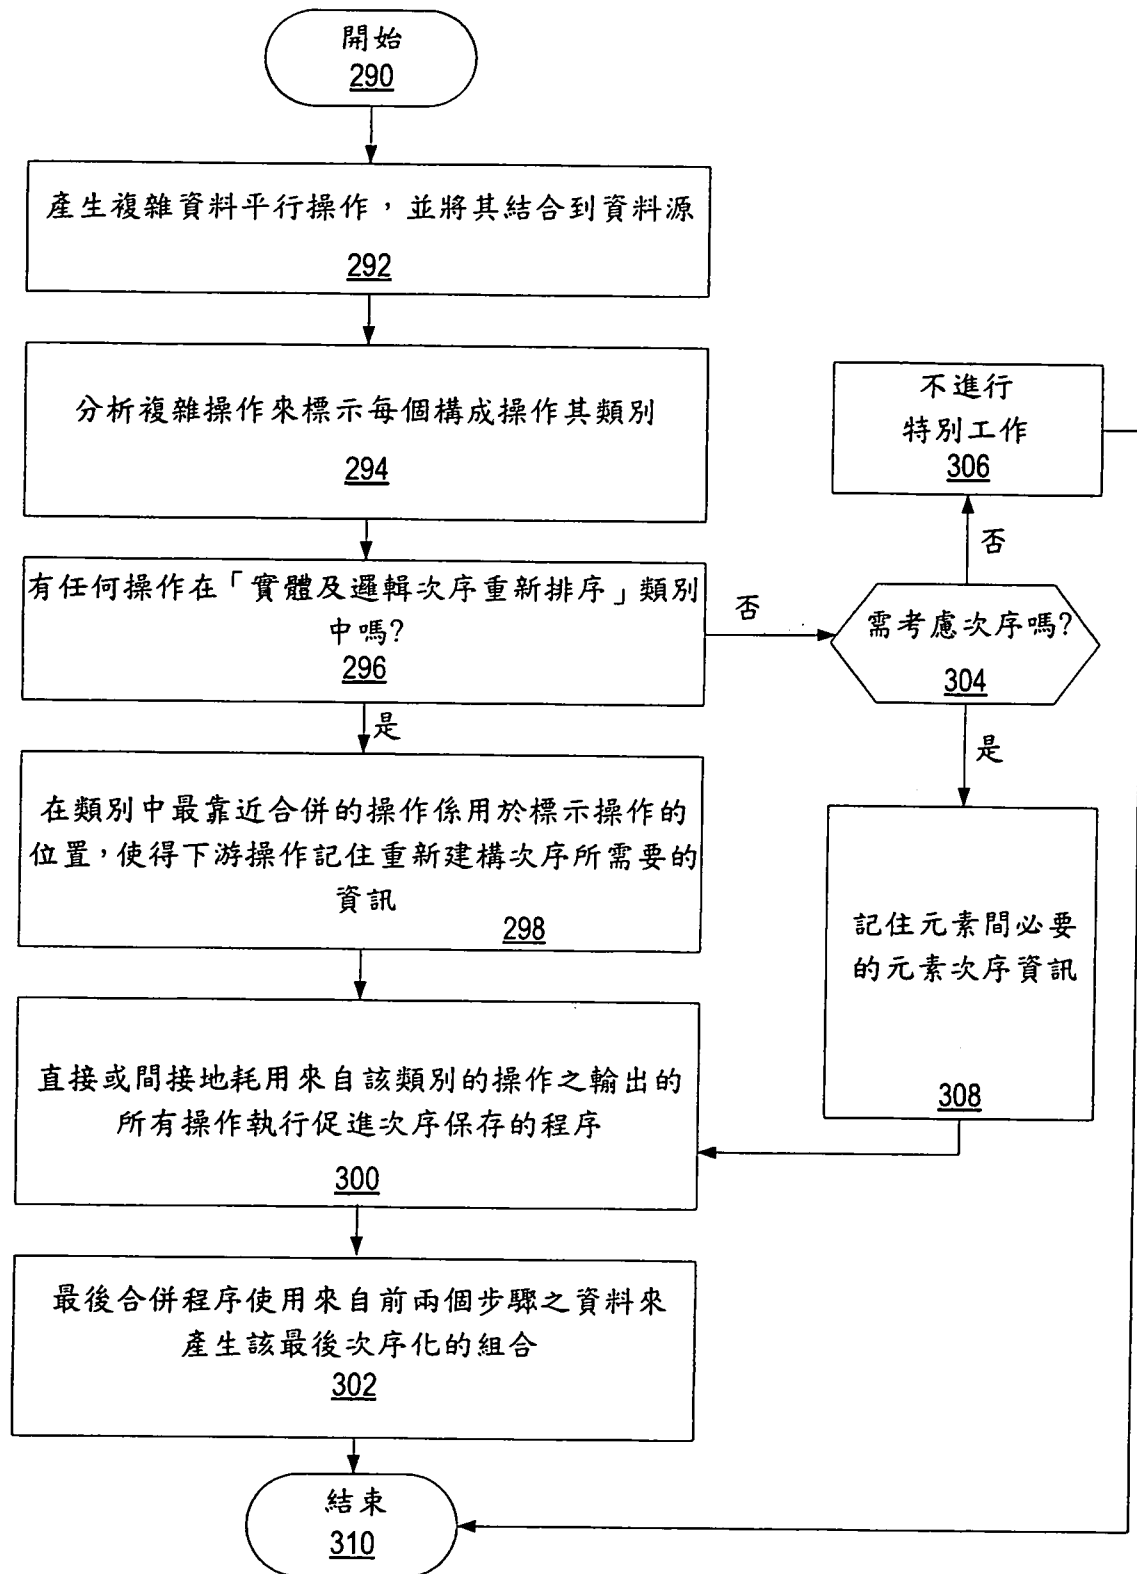 開始
290
產生複雜資料平行操作，並將其結合到資料源
292
分析複雜操作來標示每個構成操作其類別
294
不進行
特別工作
306
否
有任何操作在「實體及邏輯次序重新排序」類別
中嗎?
296
否
需考慮次序嗎?
304
是
是
在類別中最靠近合併的操作係用於標示操作的
位置，使得下游操作記住重新建構次序所需要的
資訊
298
記住元素間必要
的元素次序資訊
308
直接或間接地耗用來自該類別的操作之輸出的
所有操作執行促進次序保存的程序
300
最後合併程序使用來自前兩個步驟之資料來
產生該最後次序化的組合
302
結束
310